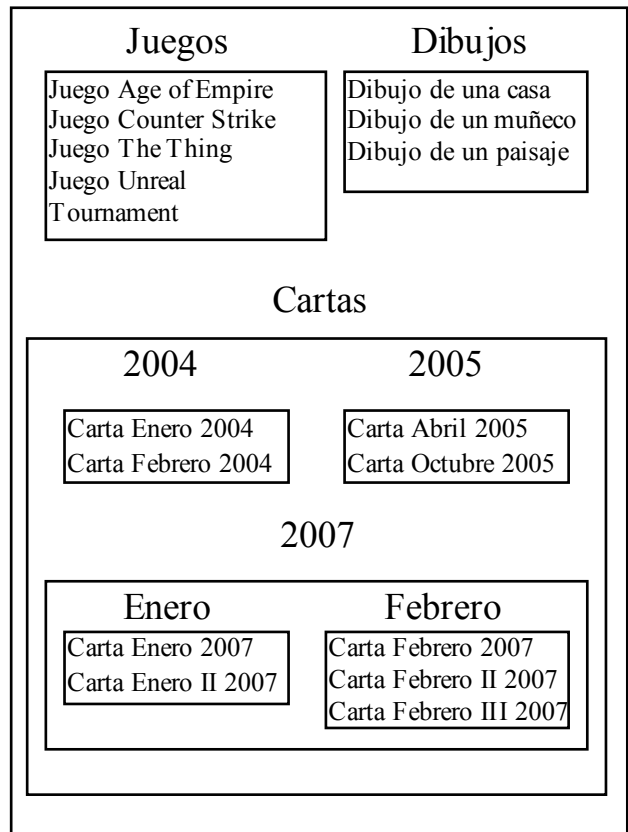 Juegos
Juego Age of Empire
Juego Counter Strike
Juego The Thing
Juego Unreal
Tournament
Dibujos
Dibujo de una casa
Dibujo de un muñeco
Dibujo de un paisaje
Cartas
2004
Carta Enero 2004
Carta Febrero 2004
2005
Carta Abril 2005
Carta Octubre 2005
2007
Enero
Carta Enero 2007
Carta Enero II 2007
Febrero
Carta Febrero 2007
Carta Febrero II 2007
Carta Febrero III 2007